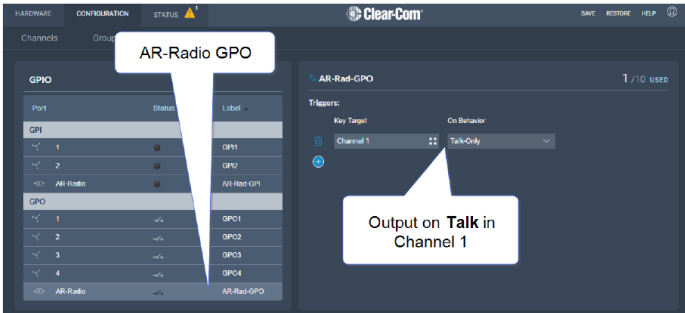 HARDWARE CONFIGURATION STATUS 1 Clear-Com® SAVE RESTORE HELP
Channels
AR-Radio GPO
GPIO
Port Status Label
GPI
1 GPI1
2 GPI2
AR-Radio AR-Rad-GPI
GPO
1 GPO1
2 GPO2
3 GPO3
4 GPO4
AR-Radio AR-Rad-GPO
AR-Rad-GPO 1 /10 USED
Triggers:
Key Target On Behavior
Channel 1 Talk-Only
Output on Talk in
Channel 1